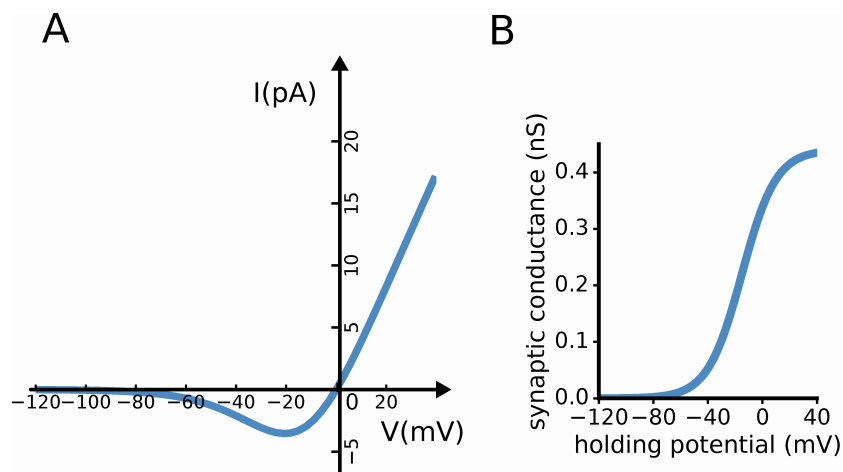 A
I(pA)
20
15
10
5
−120 −100 −80 −60 −40 −20 0 20
−5
V(mV)
B
synaptic conductance (nS)
0.4
0.3
0.2
0.1
0.0
−120 −80 −40 0 40
holding potential (mV)